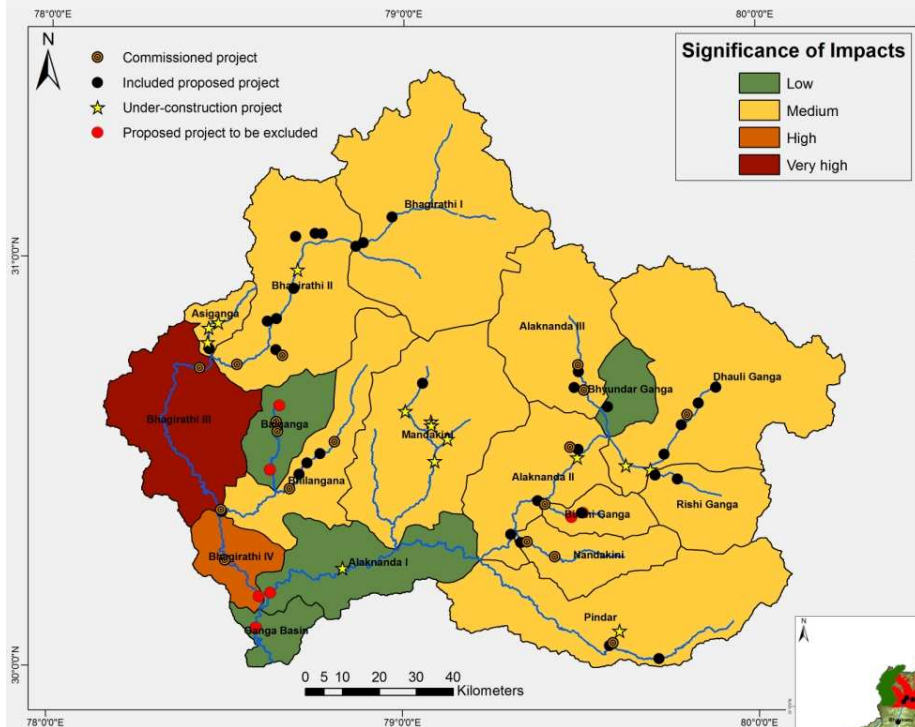 78°0'0"E
79°0'0"E
80°0'0"E
N
Commissioned project
Included proposed project
Under-construction project
Proposed project to be excluded
Significance of Impacts
Low
Medium
High
Very high
31°0'0"N
30°0'0"N
Bhagirathi I
Bhagirathi II
Asiganga
Alaknanda III
Bhyundar Ganga
Dhauli Ganga
Bhagirathi III
Balganga
Mandakini
Bhilangana
Alaknanda II
Rishi Ganga
Birahi Ganga
Nandakini
Bhagirathi IV
Alaknanda I
Pindar
Ganga Basin
0 5 10 20 30 40
Kilometers
N
78°0'0"E
79°0'0"E
80°0'0"E